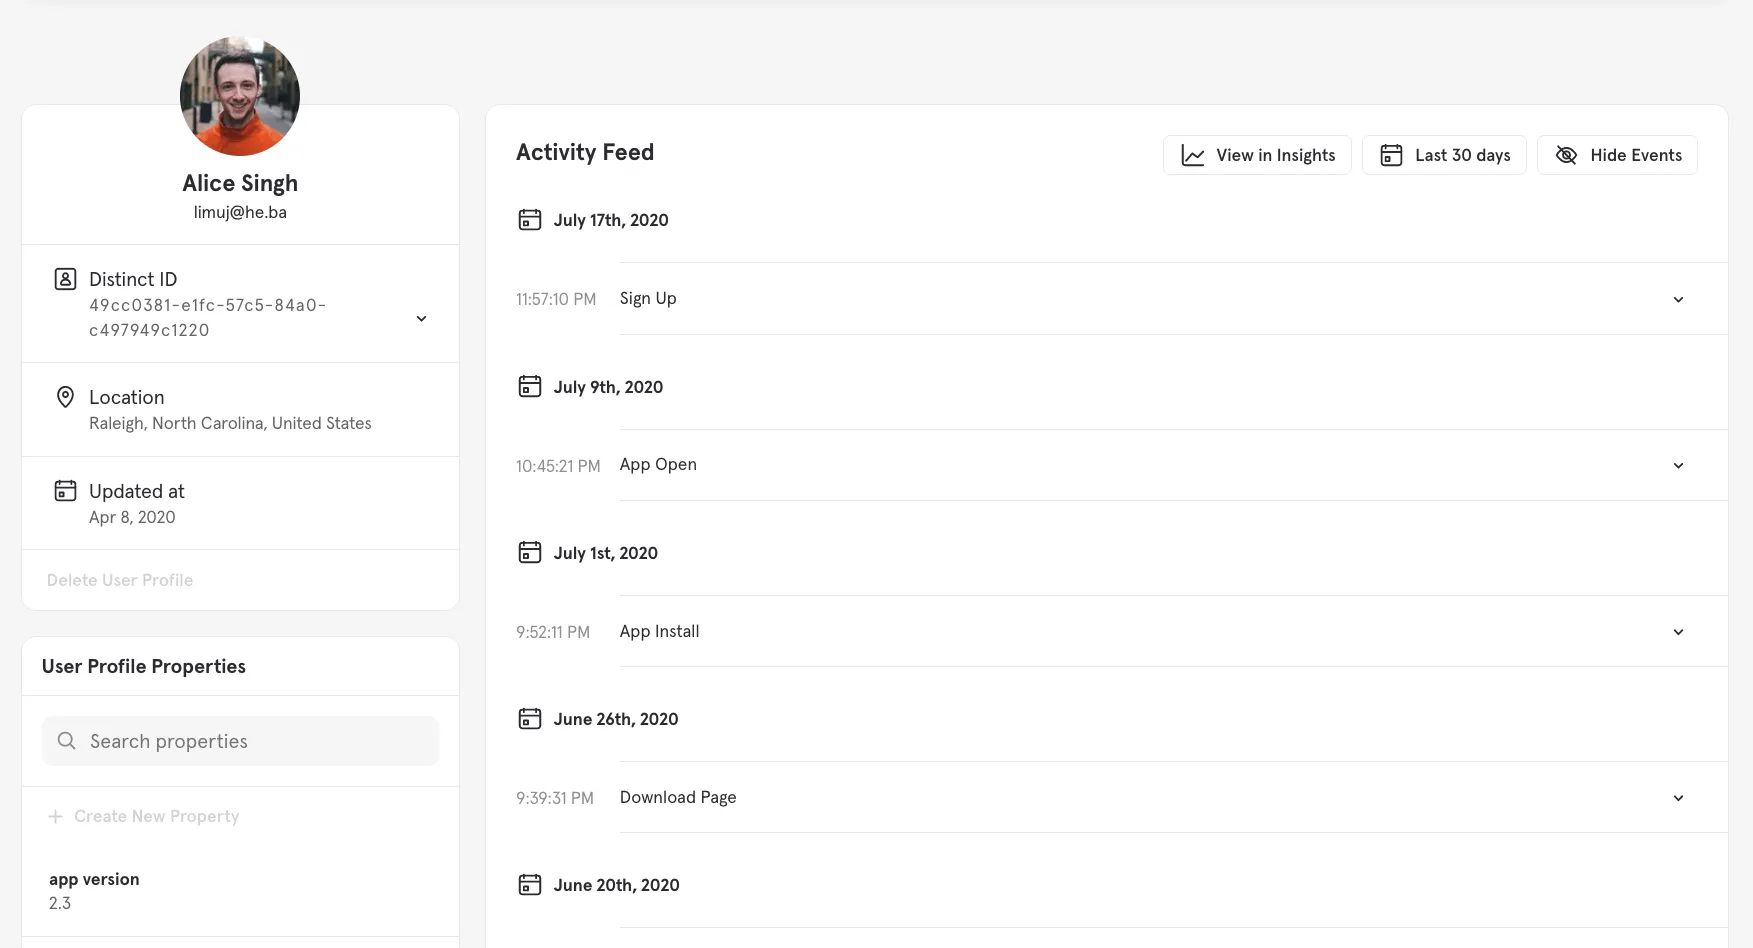 Alice Singh
limuj@he.ba
Distinct ID
49cc0381-e1fc-57c5-84a0-
c497949c1220
Location
Raleigh, North Carolina, United States
Updated at
Apr 8, 2020
Delete User Profile
User Profile Properties
Search properties
Create New Property
app version
2.3
Activity Feed
View in Insights
Last 30 days
Hide Events
July 17th, 2020
11:57:10 PM Sign Up
July 9th, 2020
10:45:21 PM App Open
July 1st, 2020
9:52:11 PM App Install
June 26th, 2020
9:39:31 PM Download Page
June 20th, 2020